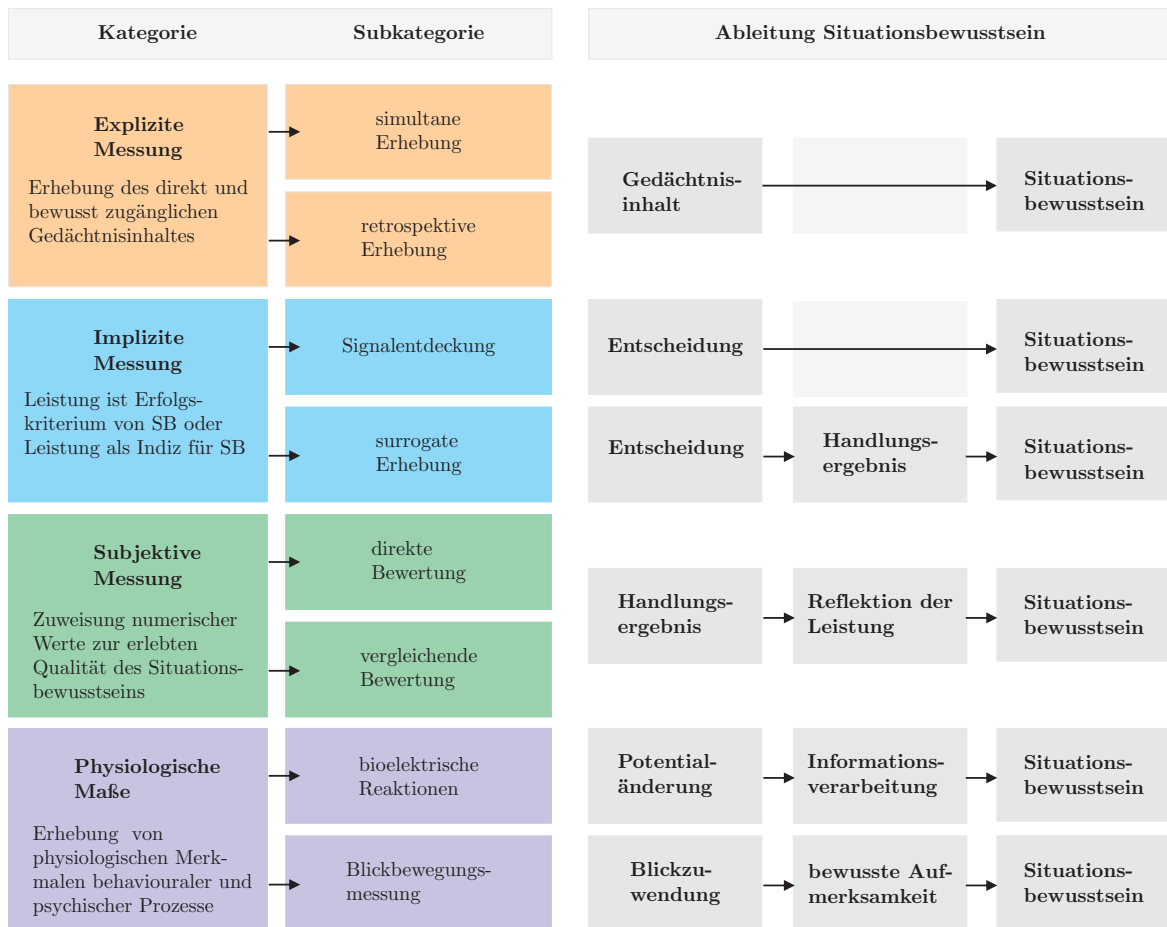 Kategorie
Subkategorie
Ableitung Situationsbewusstsein
Explizite
Messung
Erhebung des direkt und
bewusst zugänglichen
Gedächtnisinhaltes
simultane
Erhebung
retrospektive
Erhebung
Gedächtnis-
inhalt
Situations-
bewusstsein
Implizite
Messung
Leistung ist Erfolgs-
kriterium von SB oder
Leistung als Indiz für SB
Signalentdeckung
surrogate
Erhebung
Entscheidung
Situations-
bewusstsein
Entscheidung
Handlungs-
ergebnis
Situations-
bewusstsein
Subjektive
Messung
Zuweisung numerischer
Werte zur erlebten
Qualität des Situations-
bewusstseins
direkte
Bewertung
vergleichende
Bewertung
Handlungs-
ergebnis
Reflektion der
Leistung
Situations-
bewusstsein
Physiologische
Maße
Erhebung von
physiologischen Merk-
malen behaviouraler und
psychischer Prozesse
bioelektrische
Reaktionen
Blickbewegungs-
messung
Potential-
änderung
Informations-
verarbeitung
Situations-
bewusstsein
Blickzu-
wendung
bewusste Auf-
merksamkeit
Situations-
bewusstsein